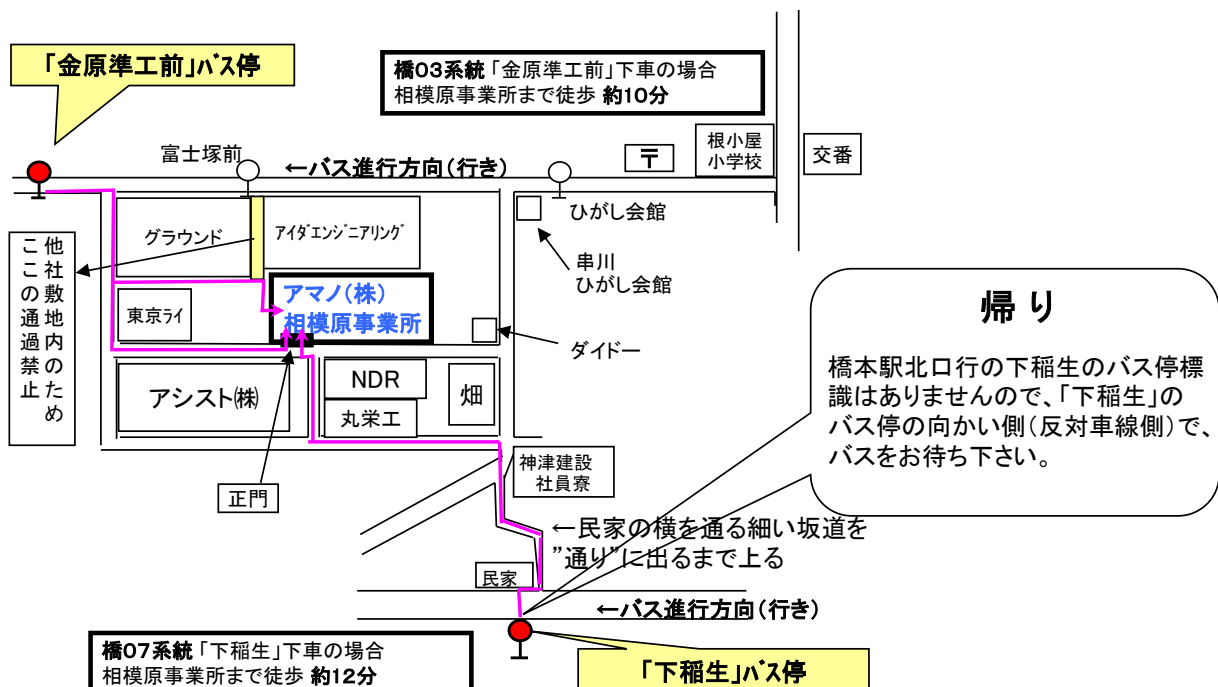 「金原準工前」バス停
橋03系統「金原準工前」下車の場合
相模原事業所まで徒歩 約10分
富士塚前
←バス進行方向(行き)
〒
根小屋
小学校
交番
ひがし会館
串川
ひがし会館
グラウンド
アイダエンジニアリング
他社敷地内のため
ここの通過禁止
東京ライ
アマノ(株)
相模原事業所
ダイドー
アシスト㈱
NDR
丸栄工
畑
正門
神津建設
社員寮
帰り
橋本駅北口行の下稲生のバス停標
識はありませんので、「下稲生」の
バス停の向かい側(反対車線側)で、
バスをお待ち下さい。
←民家の横を通る細い坂道を
”通り”に出るまで上る
民家
←バス進行方向(行き)
橋07系統「下稲生」下車の場合
相模原事業所まで徒歩 約12分
「下稲生」バス停